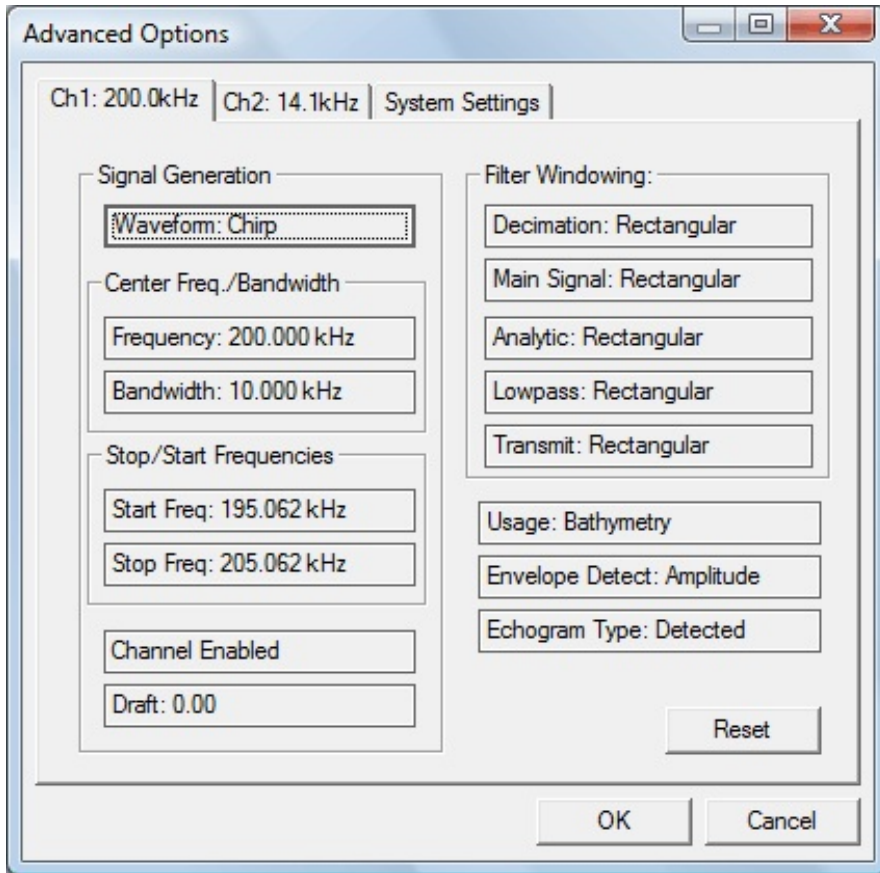 Advanced Options
Ch1: 200.0kHz
Ch2: 14.1kHz
System Settings
Signal Generation
Waveform: Chirp
Center Freq./Bandwidth
Frequency: 200.000 kHz
Bandwidth: 10.000 kHz
Stop/Start Frequencies
Start Freq: 195.062 kHz
Stop Freq: 205.062 kHz
Channel Enabled
Draft: 0.00
Filter Windowing:
Decimation: Rectangular
Main Signal: Rectangular
Analytic: Rectangular
Lowpass: Rectangular
Transmit: Rectangular
Usage: Bathymetry
Envelope Detect: Amplitude
Echogram Type: Detected
Reset
OK
Cancel